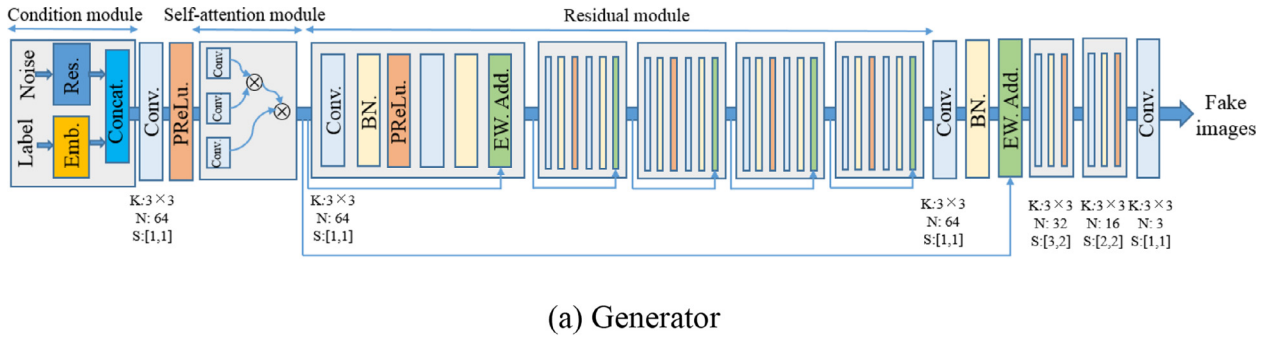 Condition module Self-attention module Residual module
Noise
Res.
Label
Emb.
Concat.
Conv.
PReLu.
Conv
Conv
Conv.
Conv.
BN.
PReLu.
EW. Add.
Conv.
BN.
EW. Add.
Conv.
Fake
images
K:3×3
N: 64
S:[1,1]
K:3×3
N: 64
S:[1,1]
K:3×3
N: 64
S:[1,1]
K:3×3
N: 32
S:[3,2]
K:3×3
N: 16
S:[2,2]
K:3×3
N: 3
S:[1,1]
(a) Generator